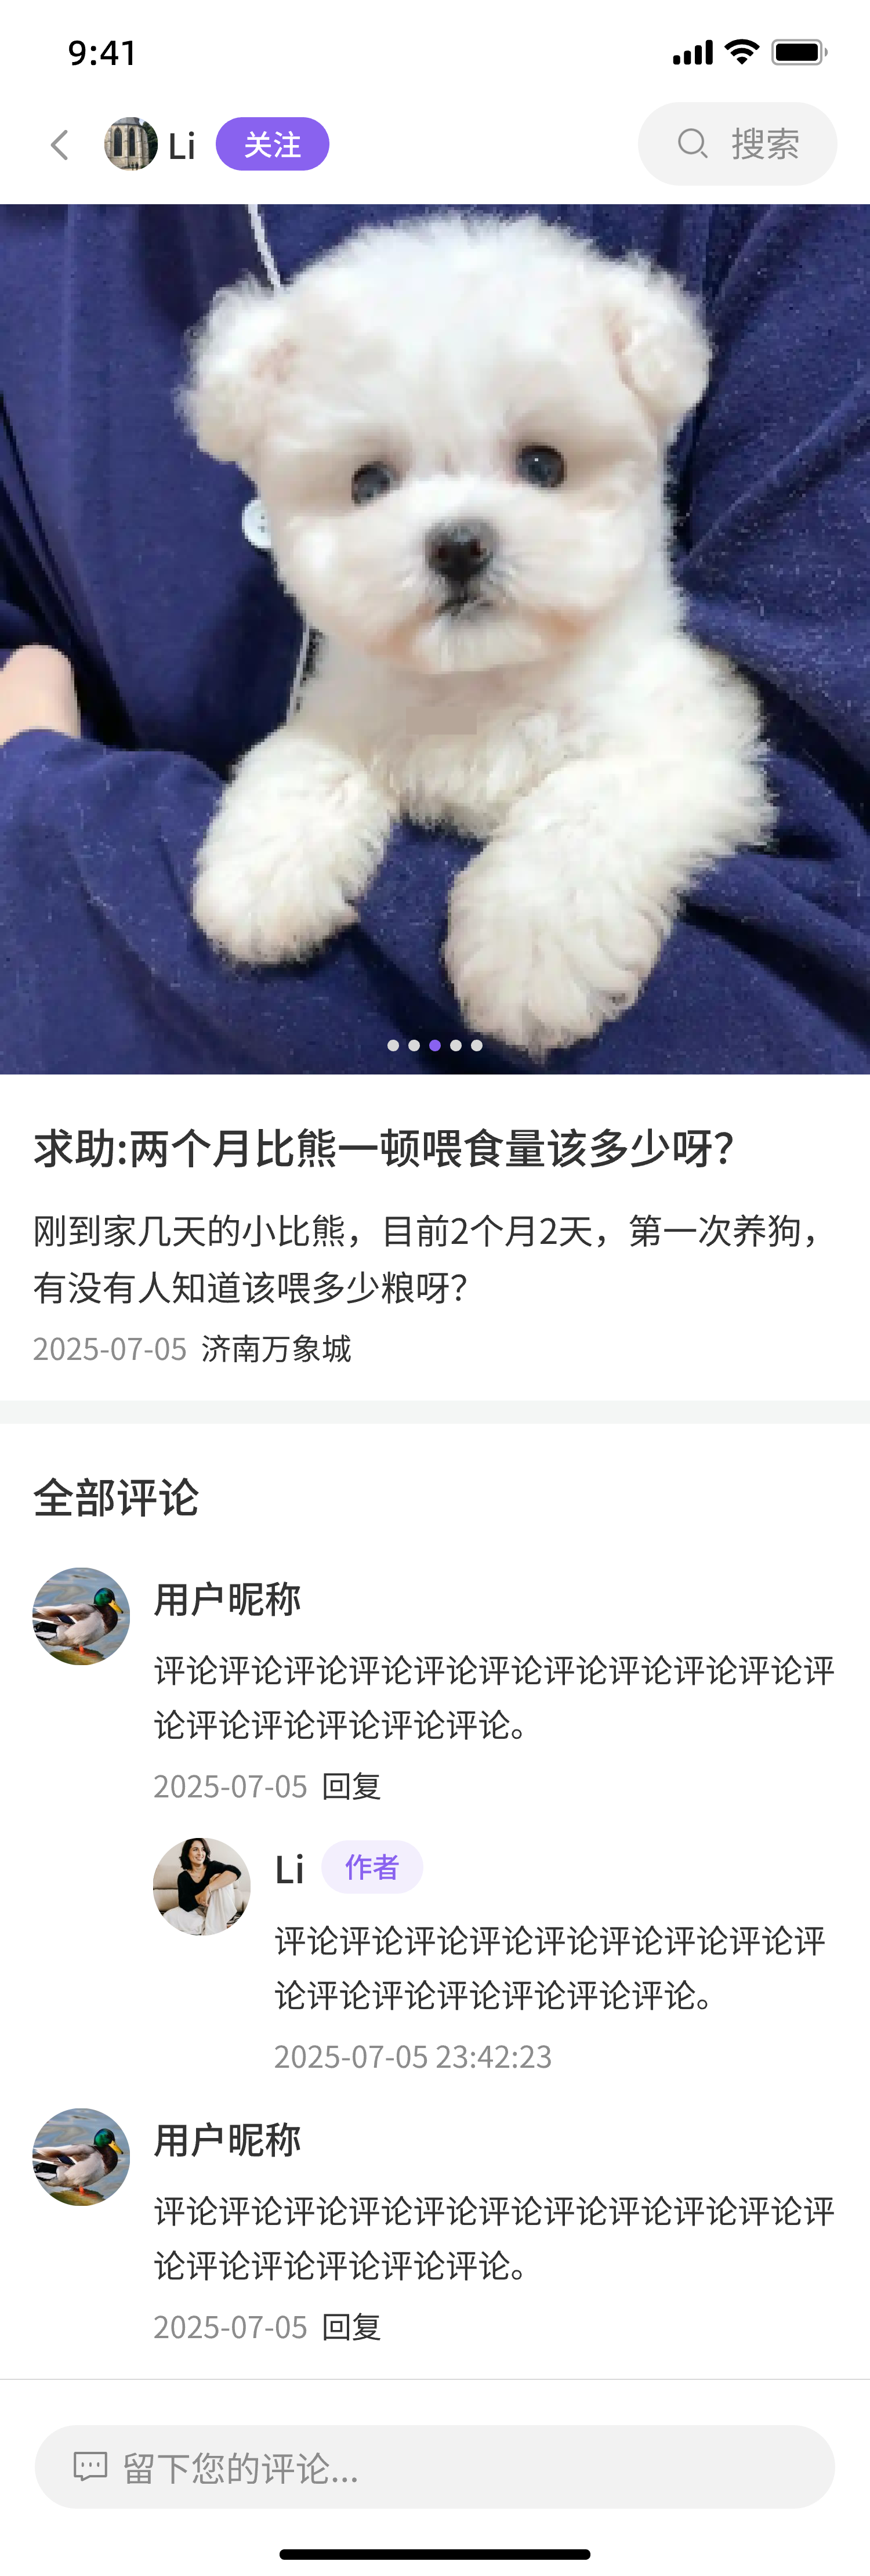 9:41
Li 关注 搜索
求助:两个月比熊一顿喂食量该多少呀?
刚到家几天的小比熊，目前2个月2天，第一次养狗，
有没有人知道该喂多少粮呀?
2025-07-05 济南万象城
全部评论
用户昵称
评论评论评论评论评论评论评论评论评论评论评
论评论评论评论评论评论。
2025-07-05 回复
Li 作者
评论评论评论评论评论评论评论评论评
论评论评论评论评论评论评论。
2025-07-05 23:42:23
用户昵称
评论评论评论评论评论评论评论评论评论评论评
论评论评论评论评论评论。
2025-07-05 回复
留下您的评论...